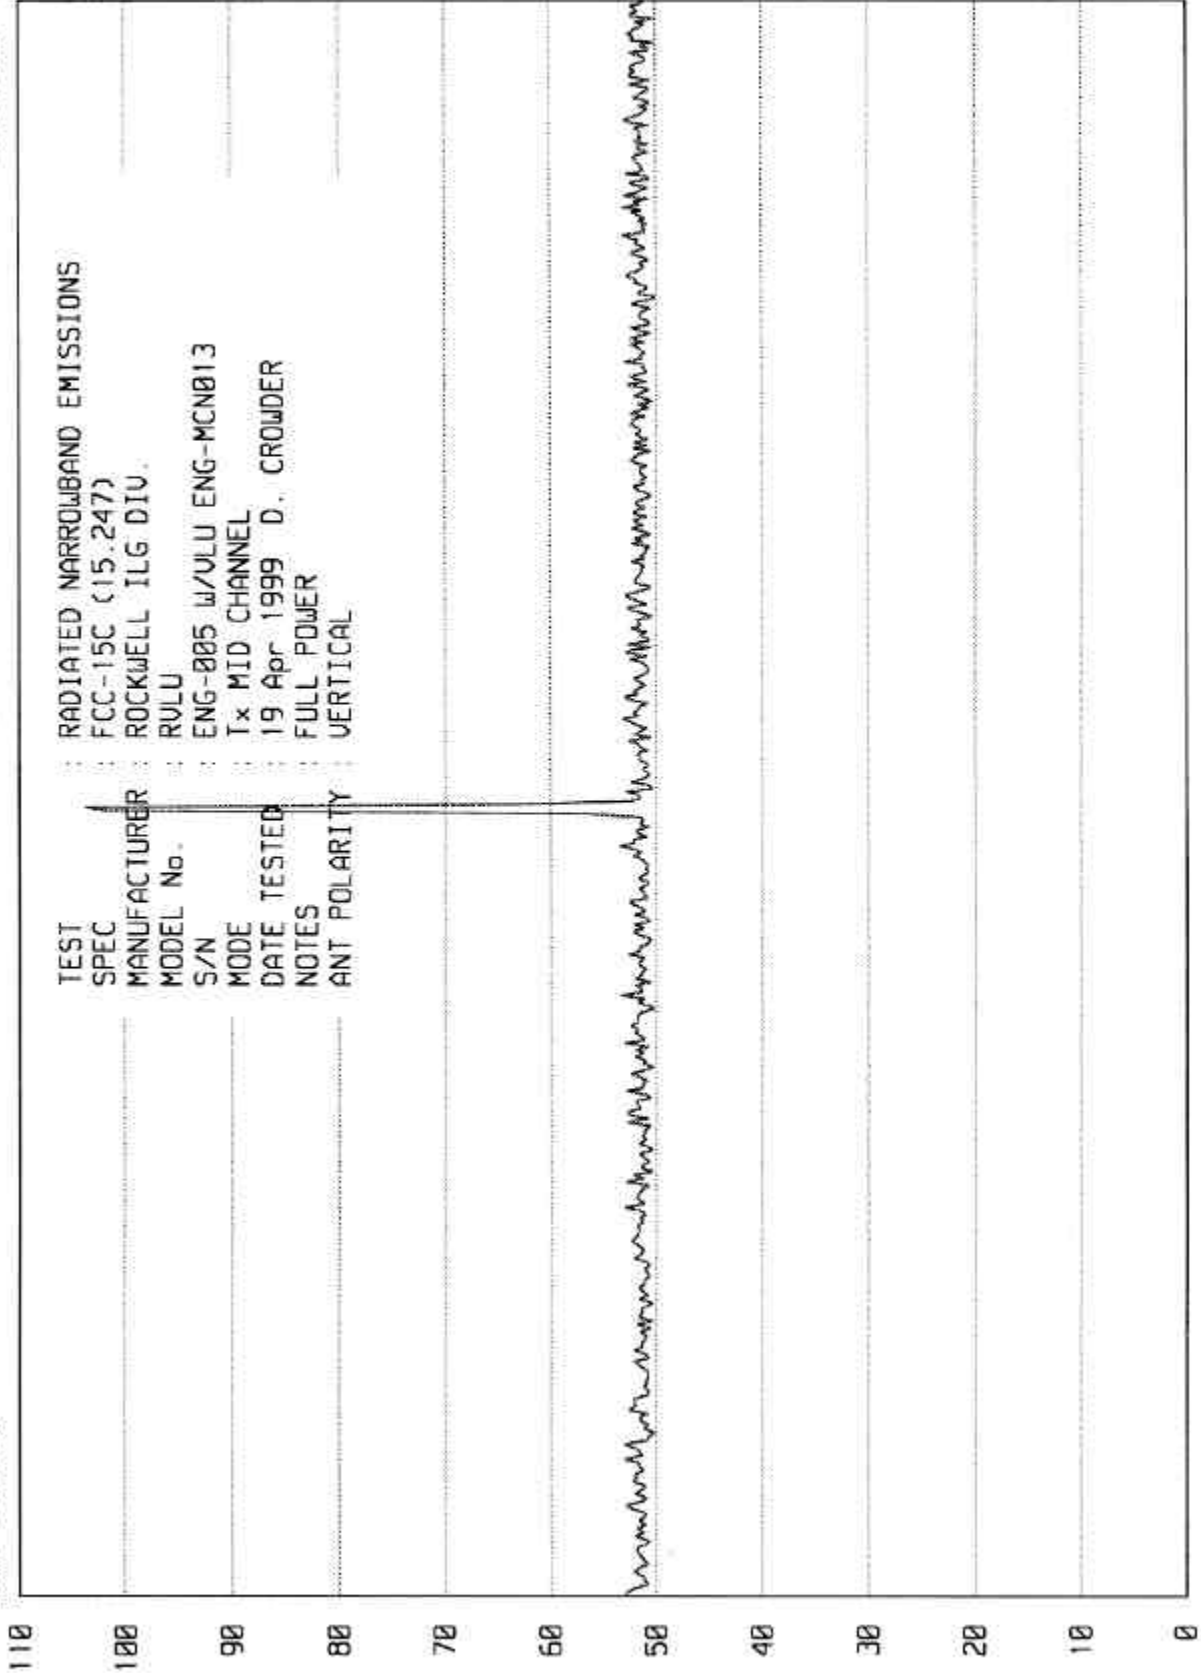 TEST : RADIATED NARROWBAND EMISSIONS
SPEC : FCC-15C (15.247)
MANUFACTURER : ROCKWELL ILG DIV.
MODEL No. : RVLU
S/N : ENG-005 W/VLU ENG-MCN013
MODE : Tx MID CHANNEL
DATE TESTED : 19 Apr 1999 D. CROWDER
NOTES : FULL POWER
ANT POLARITY : VERTICAL
110
100
90
80
70
60
50
40
30
20
10
0